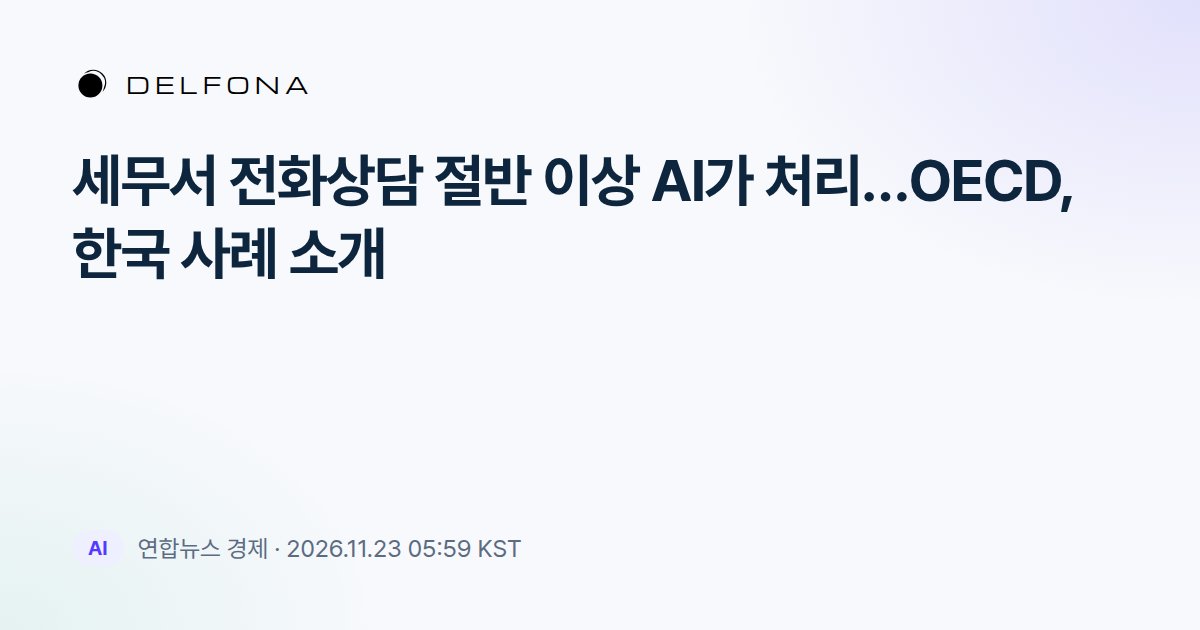 DELFONA
세무서 전화상담 절반 이상 AI가 처리…OECD,
한국 사례 소개
AI 연합뉴스 경제 · 2026.11.23 05:59 KST